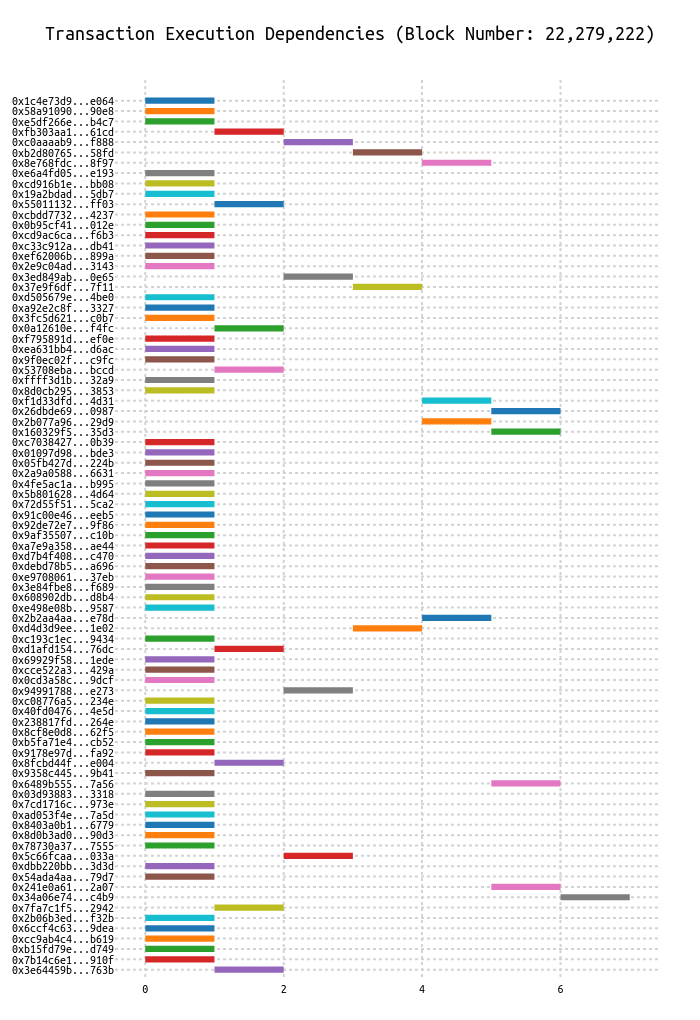 Transaction Execution Dependencies (Block Number: 22,279,222)
0x1c4e73d9...e064
0x58a91090...90e8
0xe5df266e...b4c7
0xfb303aa1...61cd
0xc0aaaab9...f888
0xb2d80765...58fd
0x8e768fdc...8f97
0xe6a4fd05...e193
0xcd916b1e...bb08
0x19a2bdad...5db7
0x55011132...ff03
0xcbdd7732...4237
0x0b95cf41...012e
0xcd9ac6ca...f6b3
0xc33c912a...db41
0xef62006b...899a
0x2e9c04ad...3143
0x3ed849ab...0e65
0x37e9f6df...7f11
0xd505679e...4be0
0xa92e2c8f...3327
0x3fc5d621...c0b7
0x0a12610e...f4fc
0xf795891d...ef0e
0xea631bb4...d6ac
0x9f0ec02f...c9fc
0x53708eba...bccd
0xffff3d1b...32a9
0x8d0cb295...3853
0xf1d33dfd...4d31
0x26dbde69...0987
0x2b077a96...29d9
0x160329f5...35d3
0xc7038427...0b39
0x01097d98...bde3
0x05fb427d...224b
0x2a9a0588...6631
0x4fe5ac1a...b995
0x5b801628...4d64
0x72d55f51...5ca2
0x91c00e46...eeb5
0x92de72e7...9f86
0x9af35507...c10b
0xa7e9a358...ae44
0xd7b4f408...c470
0xdebd78b5...a696
0xe9708061...37eb
0x3e84fbe8...f689
0x608902db...d8b4
0xe498e08b...9587
0x2b2aa4aa...e78d
0xd4d3d9ee...1e02
0xc193c1ec...9434
0xd1afd154...76dc
0x69929f58...1ede
0xcce522a3...429a
0x0cd3a58c...9dcf
0x94991788...e273
0xc08776a5...234e
0x40fd0476...4e5d
0x238817fd...264e
0x8cf8e0d8...62f5
0xb5fa71e4...cb52
0x9178e97d...fa92
0x8fcbd44f...e004
0x9358c445...9b41
0x6489b555...7a56
0x03d93883...3318
0x7cd1716c...973e
0xad053f4e...7a5d
0x8403a0b1...6779
0x8d0b3ad0...90d3
0x78730a37...7555
0x5c66fcaa...033a
0xdbb220bb...3d3d
0x54ada4aa...79d7
0x241e0a61...2a07
0x34a06e74...c4b9
0x7fa7c1f5...2942
0x2b06b3ed...f32b
0x6ccf4c63...9dea
0xcc9ab4c4...b619
0xb15fd79e...d749
0x7b14c6e1...910f
0x3e64459b...763b
0 2 4 6